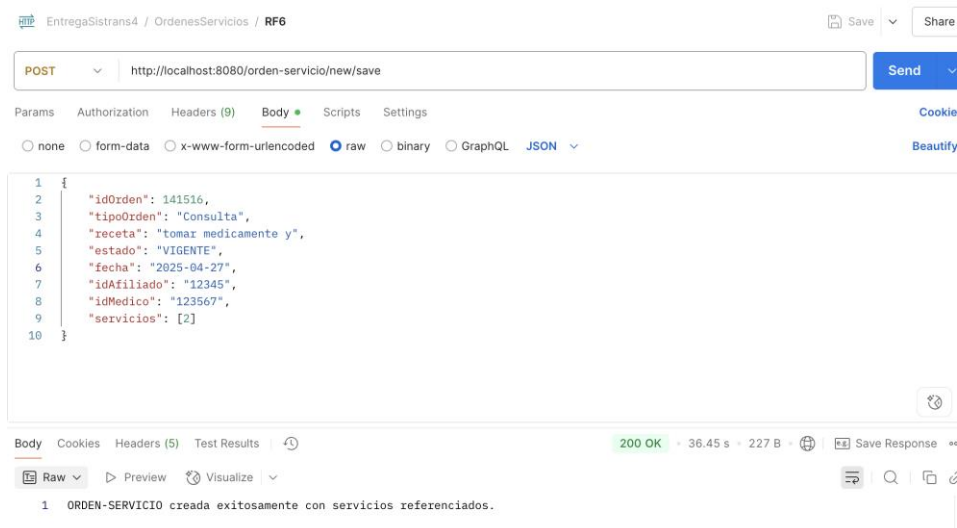 HTTP EntregaSistrans4 / OrdenesServicios / RF6 Save Share
POST http://localhost:8080/orden-servicio/new/save Send
Params Authorization Headers (9) Body Scripts Settings Cookie
none form-data x-www-form-urlencoded raw binary GraphQL JSON Beautify
1 {
2 "idOrden": 141516,
3 "tipoOrden": "Consulta",
4 "receta": "tomar medicamente y",
5 "estado": "VIGENTE",
6 "fecha": "2025-04-27",
7 "idAfiliado": "12345",
8 "idMedico": "123567",
9 "servicios": [2]
10 }
Body Cookies Headers (5) Test Results 200 OK • 36.45 s • 227 B • e.g. Save Response
Raw Preview Visualize
1 ORDEN-SERVICIO creada exitosamente con servicios referenciados.